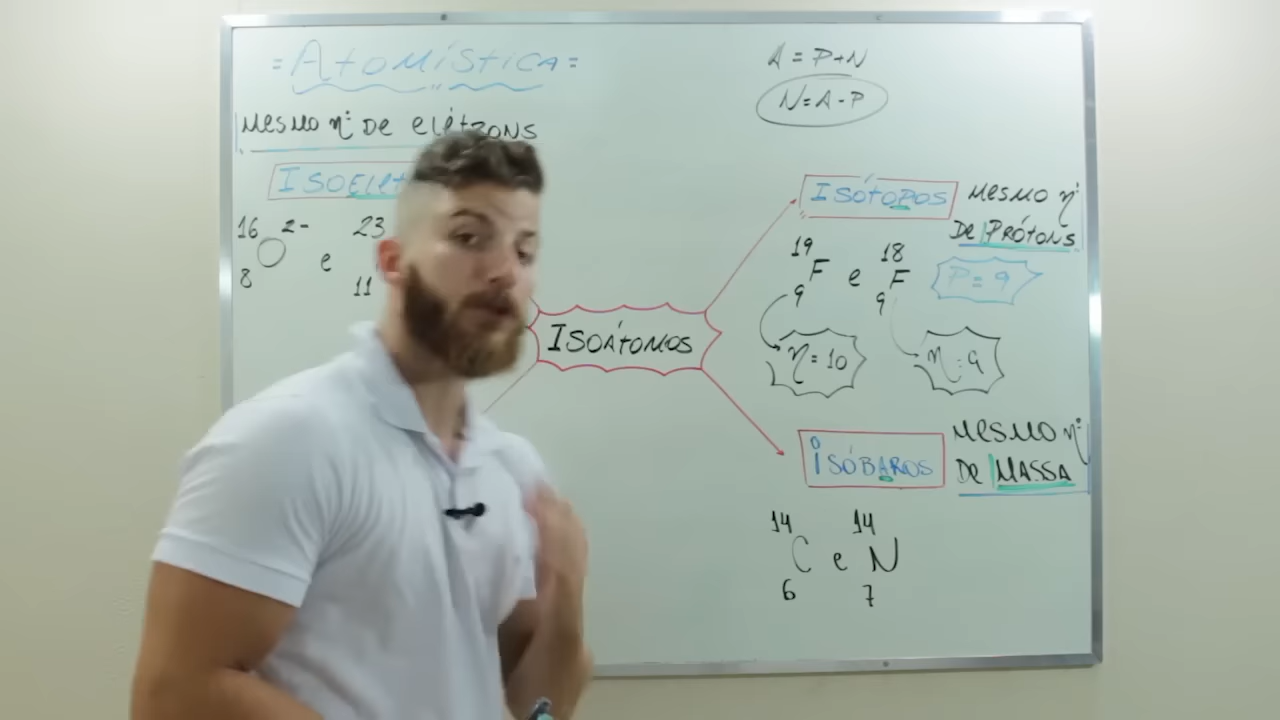 = Atomística =
Mesmo nº de elétrons
16 2- 23
O e
8 11
Isoátomos
A = P+N
N=A-P
Isótopos
Mesmo nº
de Prótons
19 18
F e F
9 9
P=9
n=10
n=9
isóbaros
Mesmo nº
de Massa
14 14
C e N
6 7